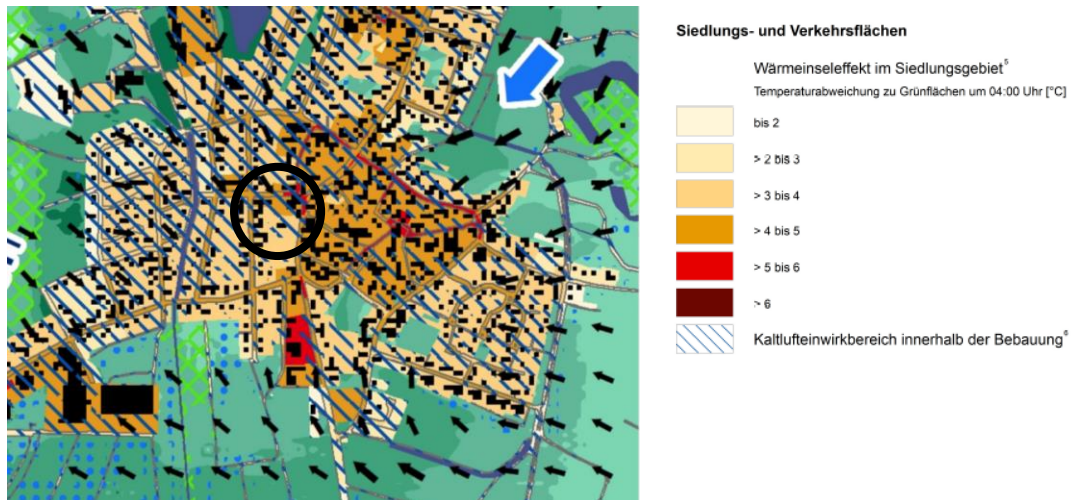 Siedlungs- und Verkehrsflächen
Wärmeinseleffekt im Siedlungsgebiet⁵
Temperaturabweichung zu Grünflächen um 04:00 Uhr [°C]
bis 2
> 2 bis 3
> 3 bis 4
> 4 bis 5
> 5 bis 6
> 6
Kaltlufteinwirkbereich innerhalb der Bebauung⁶